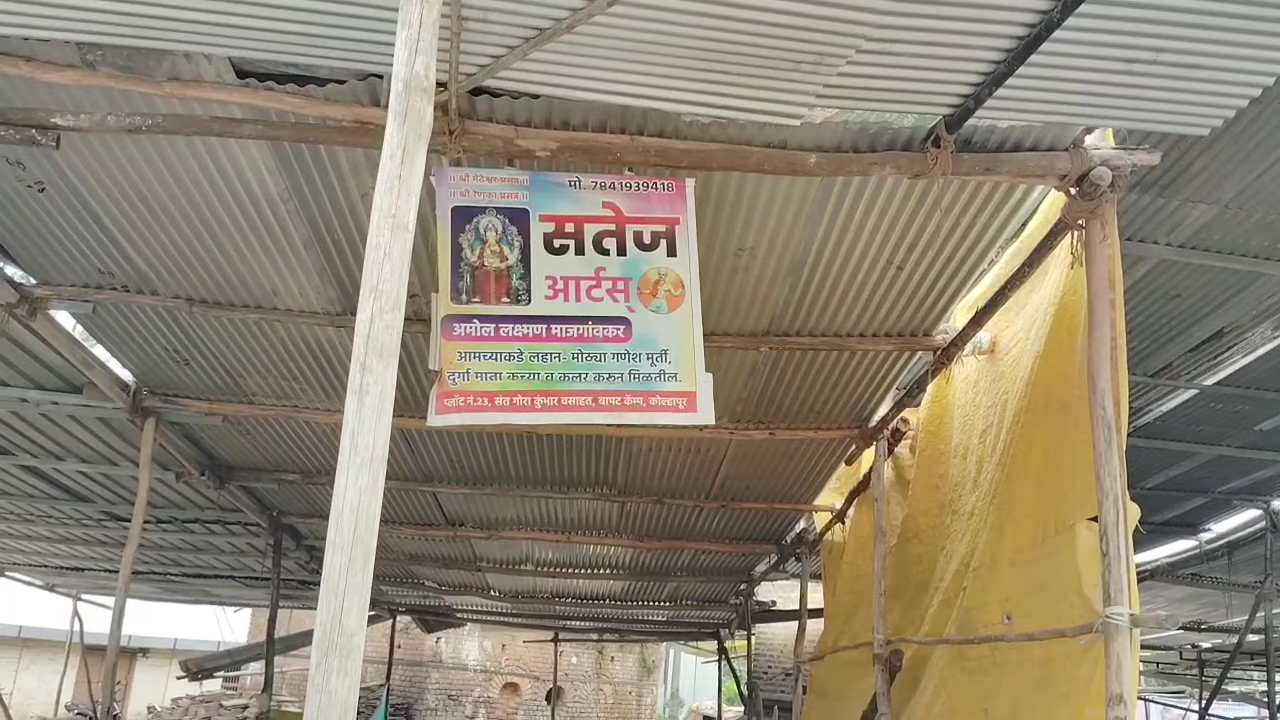 ।। श्री मेटेश्वर प्रसन्न ।।
।। श्री रेणुका प्रसन्न ।।
मो. 7841939418
सतेज
आर्टस्
अमोल लक्ष्मण माजगांवकर
आमच्याकडे लहान- मोठ्या गणेश मूर्ती,
दुर्गा माता कच्या व कलर करून मिळतील.
प्लॉट नं.23, संत गोरा कुंभार वसाहत, बापट कॅम्प, कोल्हापूर